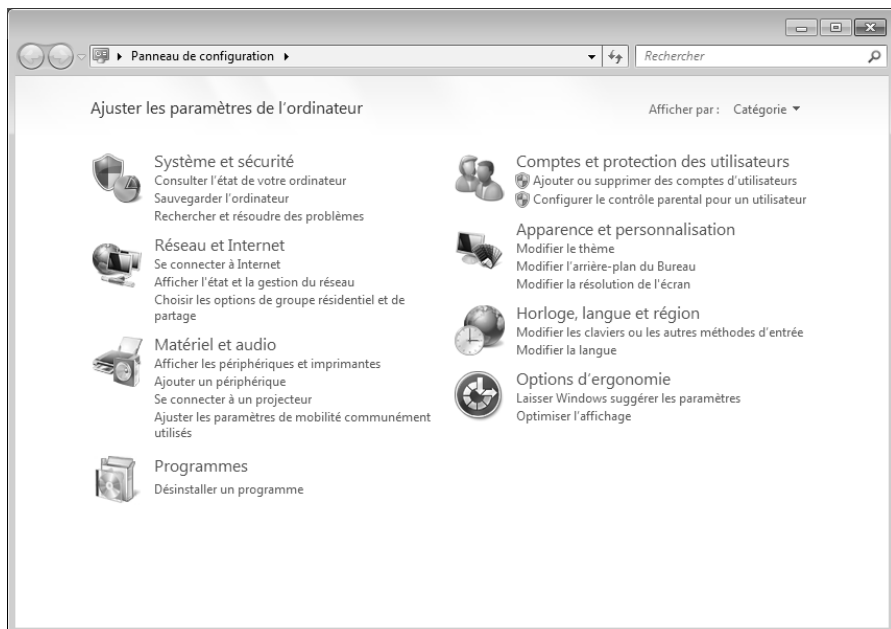 Panneau de configuration
Rechercher
Ajuster les paramètres de l'ordinateur
Afficher par : Catégorie
Système et sécurité
Consulter l'état de votre ordinateur
Sauvegarder l'ordinateur
Rechercher et résoudre des problèmes
Réseau et Internet
Se connecter à Internet
Afficher l'état et la gestion du réseau
Choisir les options de groupe résidentiel et de
partage
Matériel et audio
Afficher les périphériques et imprimantes
Ajouter un périphérique
Se connecter à un projecteur
Ajuster les paramètres de mobilité communément
utilisés
Programmes
Désinstaller un programme
Comptes et protection des utilisateurs
Ajouter ou supprimer des comptes d'utilisateurs
Configurer le contrôle parental pour un utilisateur
Apparence et personnalisation
Modifier le thème
Modifier l'arrière-plan du Bureau
Modifier la résolution de l'écran
Horloge, langue et région
Modifier les claviers ou les autres méthodes d'entrée
Modifier la langue
Options d'ergonomie
Laisser Windows suggérer les paramètres
Optimiser l'affichage